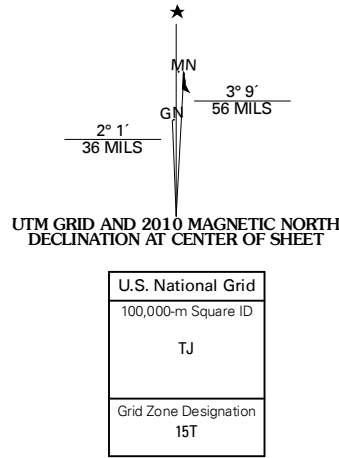 MN
GN
3° 9´
56 MILS
2° 1´
36 MILS
UTM GRID AND 2010 MAGNETIC NORTH
DECLINATION AT CENTER OF SHEET
U.S. National Grid
100,000-m Square ID
TJ
Grid Zone Designation
15T